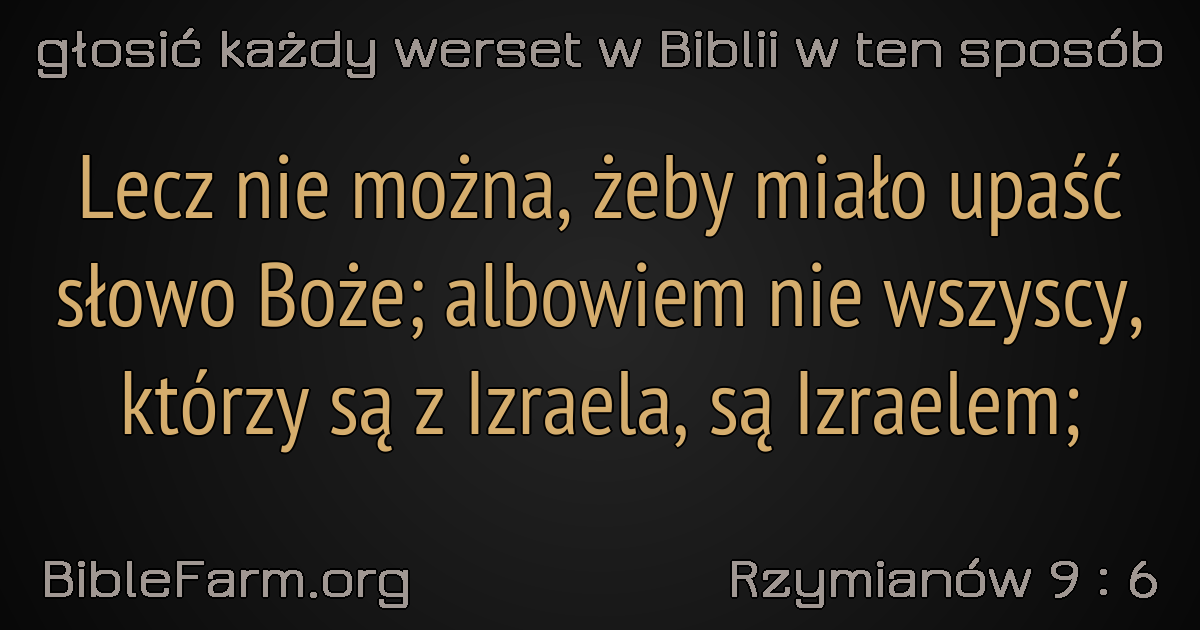 głosić każdy werset w Biblii w ten sposób
Lecz nie można, żeby miało upaść
słowo Boże; albowiem nie wszyscy,
którzy są z Izraela, są Izraelem;
BibleFarm.org
Rzymianów 9 : 6